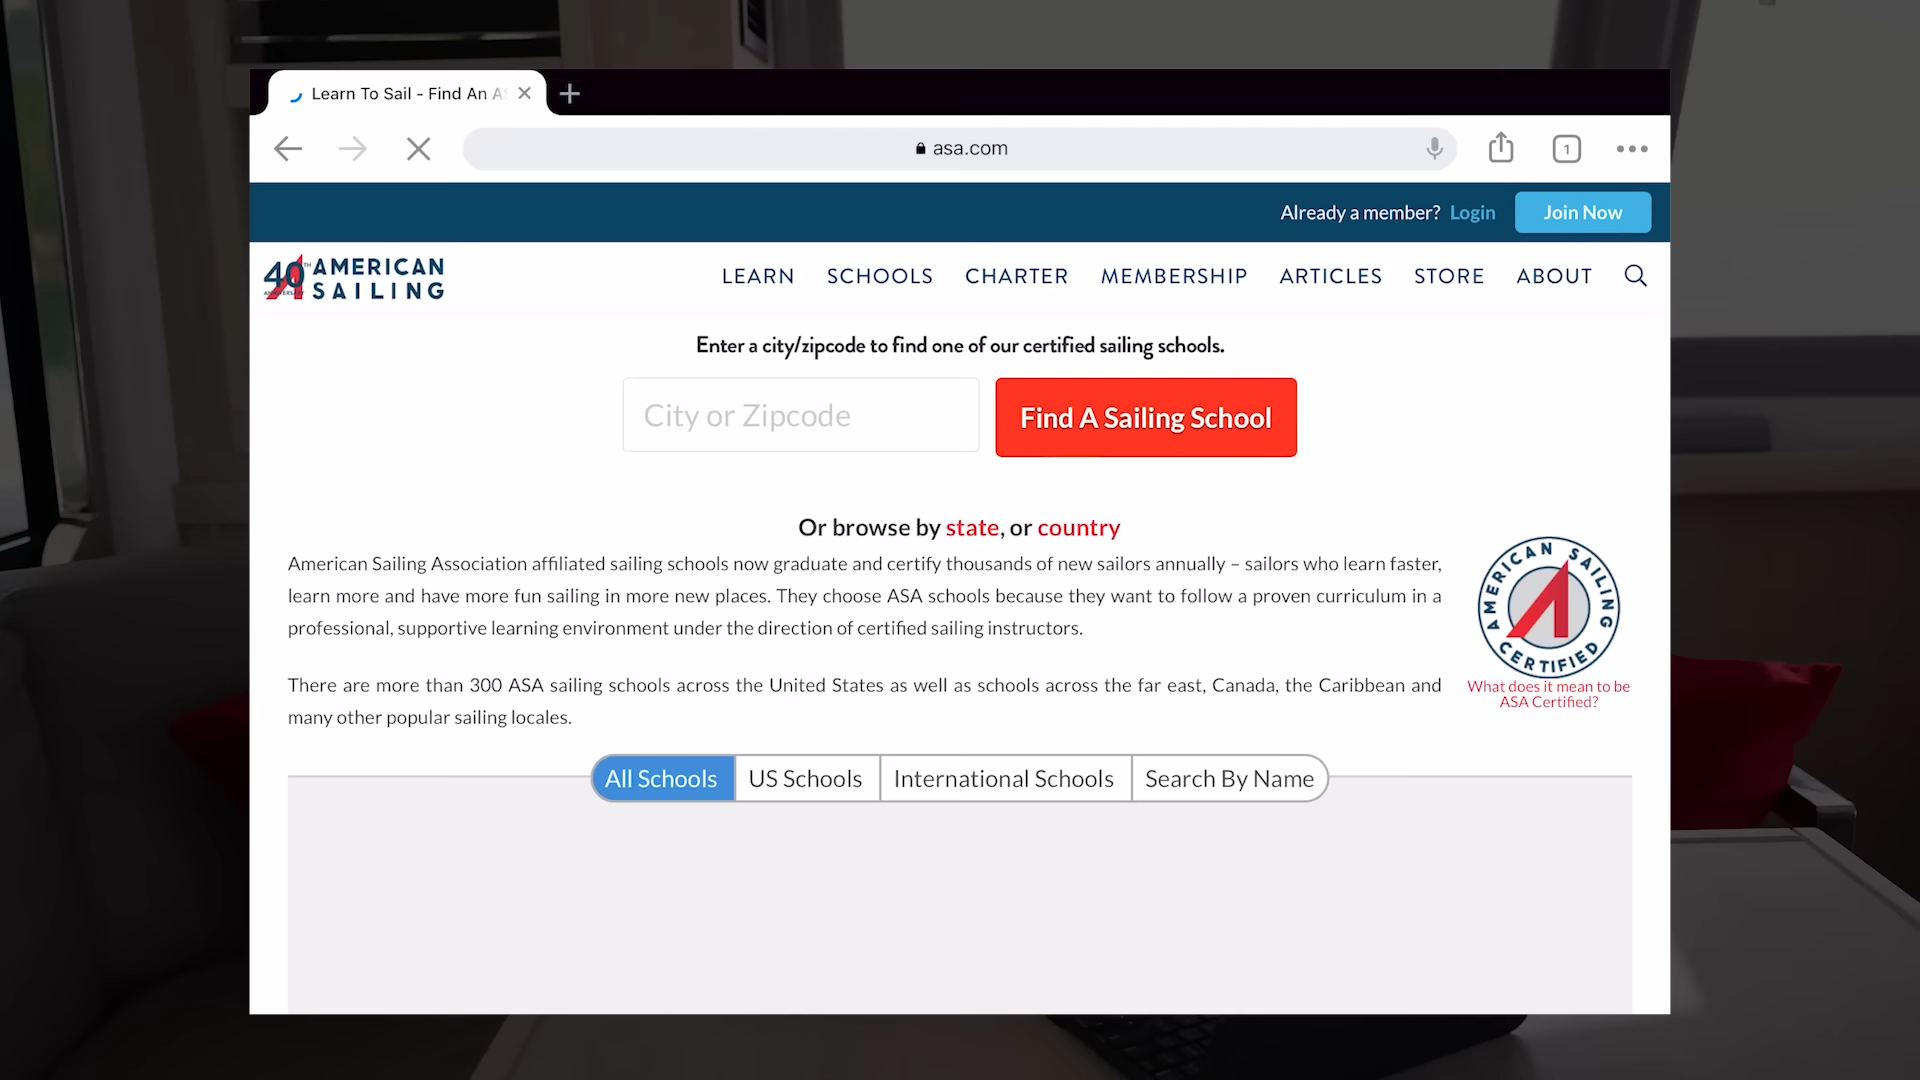 Learn To Sail - Find An AS
asa.com
1
Already a member? Login
Join Now
40TH AMERICAN
ANNIVERSARY SAILING
LEARN SCHOOLS CHARTER MEMBERSHIP ARTICLES STORE ABOUT
Enter a city/zipcode to find one of our certified sailing schools.
City or Zipcode
Find A Sailing School
Or browse by state, or country
American Sailing Association affiliated sailing schools now graduate and certify thousands of new sailors annually – sailors who learn faster,
learn more and have more fun sailing in more new places. They choose ASA schools because they want to follow a proven curriculum in a
professional, supportive learning environment under the direction of certified sailing instructors.
There are more than 300 ASA sailing schools across the United States as well as schools across the far east, Canada, the Caribbean and
many other popular sailing locales.
AMERICAN SAILING
CERTIFIED
What does it mean to be
ASA Certified?
All Schools
US Schools
International Schools
Search By Name